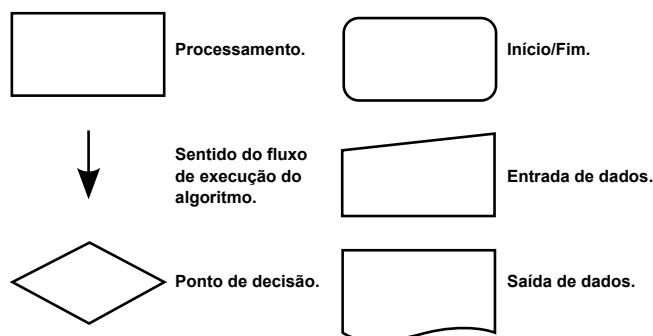 Processamento.
Início/Fim.
Sentido do fluxo
de execução do
algoritmo.
Entrada de dados.
Ponto de decisão.
Saída de dados.